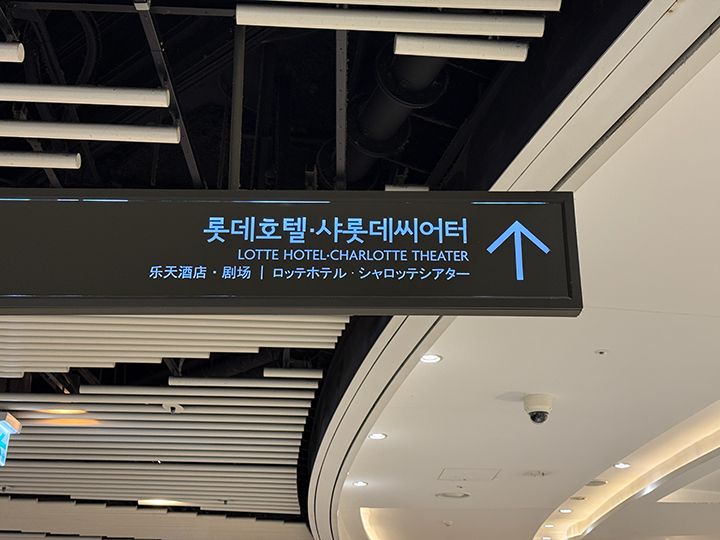 롯데호텔·샤롯데씨어터
LOTTE HOTEL·CHARLOTTE THEATER
乐天酒店·剧场 | ロッテホテル·シャロッテシアター